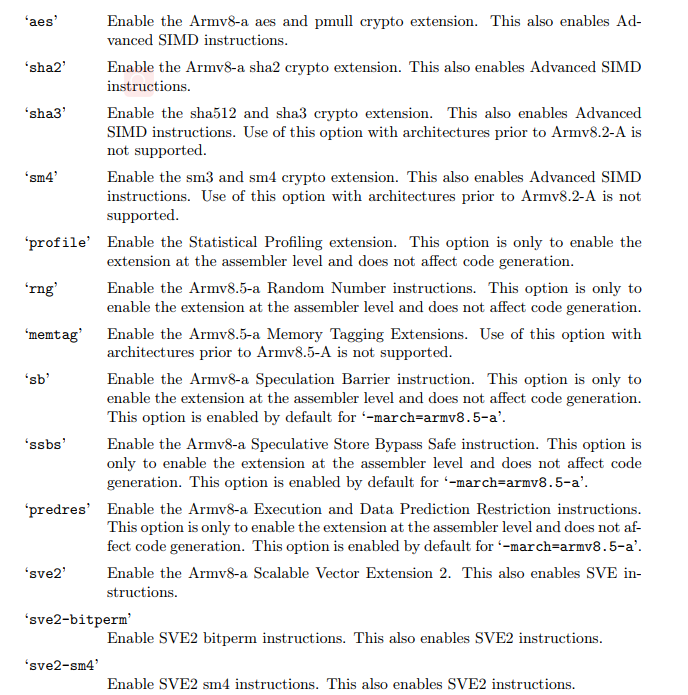 ‘aes’ Enable the Armv8-a aes and pmull crypto extension. This also enables Ad-
vanced SIMD instructions.
‘sha2’ Enable the Armv8-a sha2 crypto extension. This also enables Advanced SIMD
instructions.
‘sha3’ Enable the sha512 and sha3 crypto extension. This also enables Advanced
SIMD instructions. Use of this option with architectures prior to Armv8.2-A is
not supported.
‘sm4’ Enable the sm3 and sm4 crypto extension. This also enables Advanced SIMD
instructions. Use of this option with architectures prior to Armv8.2-A is not
supported.
‘profile’ Enable the Statistical Profiling extension. This option is only to enable the
extension at the assembler level and does not affect code generation.
‘rng’ Enable the Armv8.5-a Random Number instructions. This option is only to
enable the extension at the assembler level and does not affect code generation.
‘memtag’ Enable the Armv8.5-a Memory Tagging Extensions. Use of this option with
architectures prior to Armv8.5-A is not supported.
‘sb’ Enable the Armv8-a Speculation Barrier instruction. This option is only to
enable the extension at the assembler level and does not affect code generation.
This option is enabled by default for ‘-march=armv8.5-a’.
‘ssbs’ Enable the Armv8-a Speculative Store Bypass Safe instruction. This option is
only to enable the extension at the assembler level and does not affect code
generation. This option is enabled by default for ‘-march=armv8.5-a’.
‘predres’ Enable the Armv8-a Execution and Data Prediction Restriction instructions.
This option is only to enable the extension at the assembler level and does not af-
fect code generation. This option is enabled by default for ‘-march=armv8.5-a’.
‘sve2’ Enable the Armv8-a Scalable Vector Extension 2. This also enables SVE in-
structions.
‘sve2-bitperm’
Enable SVE2 bitperm instructions. This also enables SVE2 instructions.
‘sve2-sm4’
Enable SVE2 sm4 instructions. This also enables SVE2 instructions.